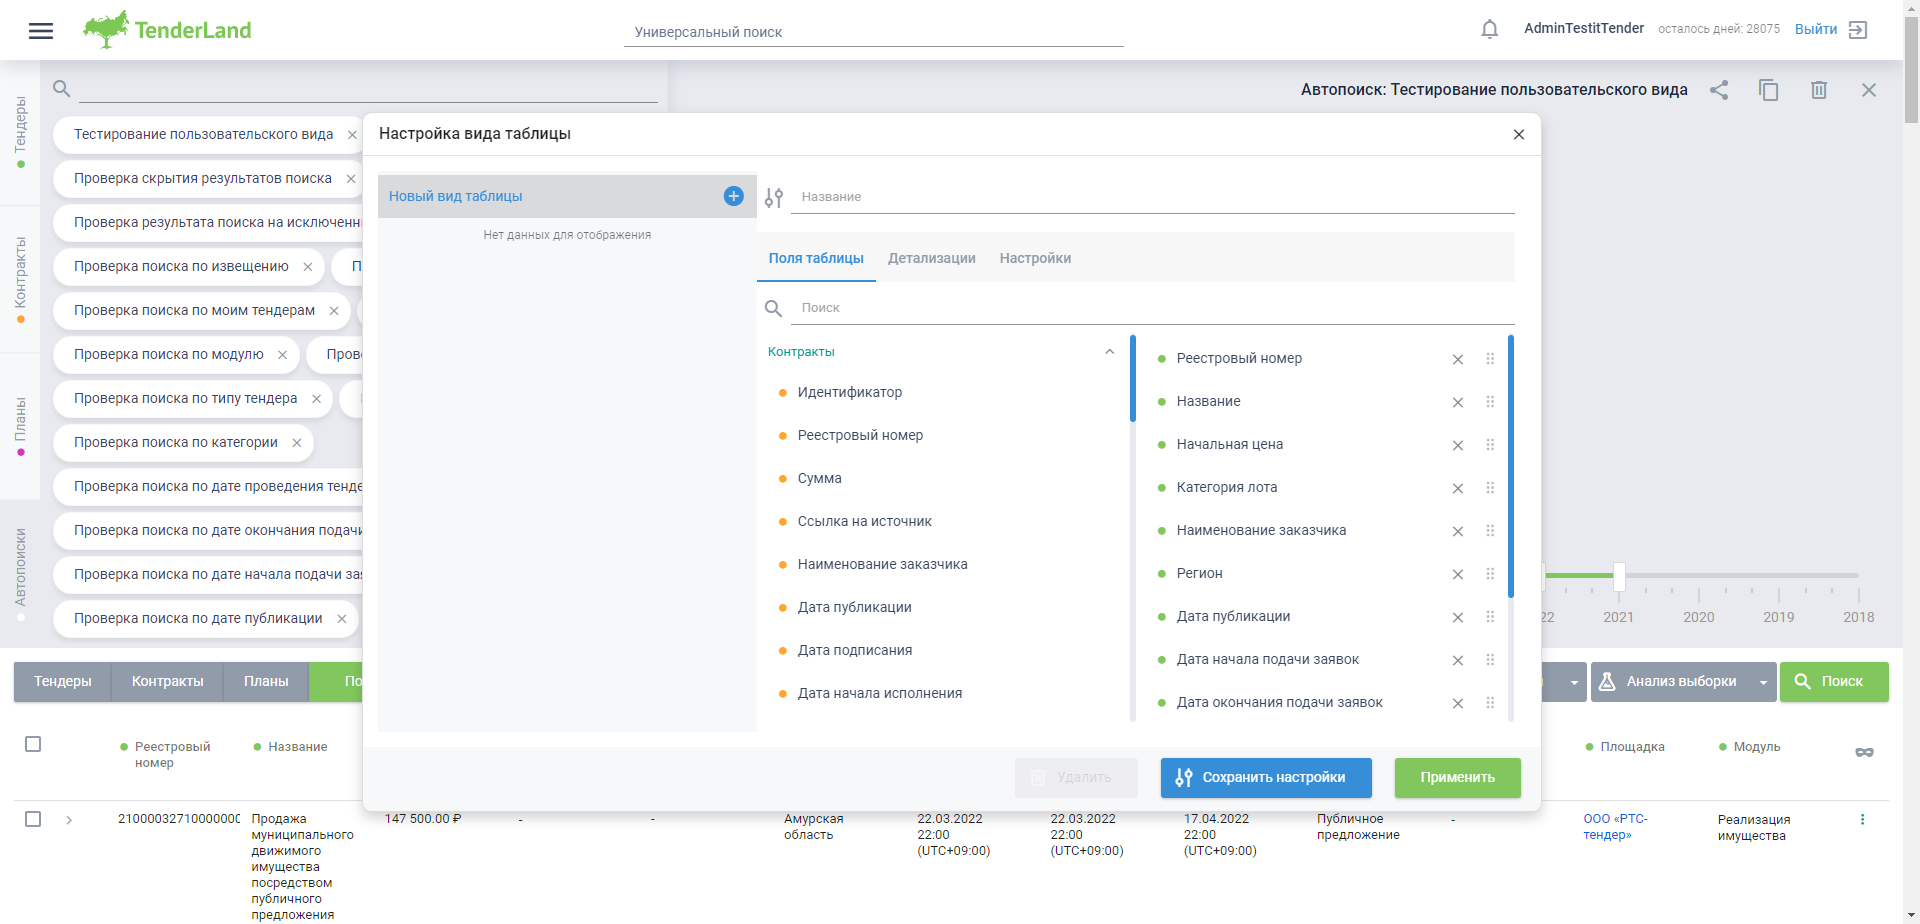 TenderLand
Универсальный поиск
AdminTestitTender
осталось дней: 28075
Выйти
Тендеры
Контракты
Планы
Автопоиски
Автопоиск: Тестирование пользовательского вида
Тестирование пользовательского вида
Проверка скрытия результатов поиска
Проверка результата поиска на исключенн
Проверка поиска по извещению
П
Проверка поиска по моим тендерам
Проверка поиска по модулю
Прове
Проверка поиска по типу тендера
Проверка поиска по категории
Проверка поиска по дате проведения тенде
Проверка поиска по дате окончания подачи
Проверка поиска по дате начала подачи зая
Проверка поиска по дате публикации
Настройка вида таблицы
Новый вид таблицы
Нет данных для отображения
Название
Поля таблицы
Детализации
Настройки
Поиск
Контракты
Идентификатор
Реестровый номер
Сумма
Ссылка на источник
Наименование заказчика
Дата публикации
Дата подписания
Дата начала исполнения
Реестровый номер
Название
Начальная цена
Категория лота
Наименование заказчика
Регион
Дата публикации
Дата начала подачи заявок
Дата окончания подачи заявок
Удалить
Сохранить настройки
Применить
22
2021
2020
2019
2018
Тендеры
Контракты
Планы
По
Анализ выборки
Поиск
Реестровый
номер
Название
Площадка
Модуль
21000032710000000
Продажа
муниципального
движимого
имущества
посредством
публичного
предложения
147 500.00 ₽
-
-
Амурская
область
22.03.2022
22:00
(UTC+09:00)
22.03.2022
22:00
(UTC+09:00)
17.04.2022
22:00
(UTC+09:00)
Публичное
предложение
-
ООО «РТС-
тендер»
Реализация
имущества